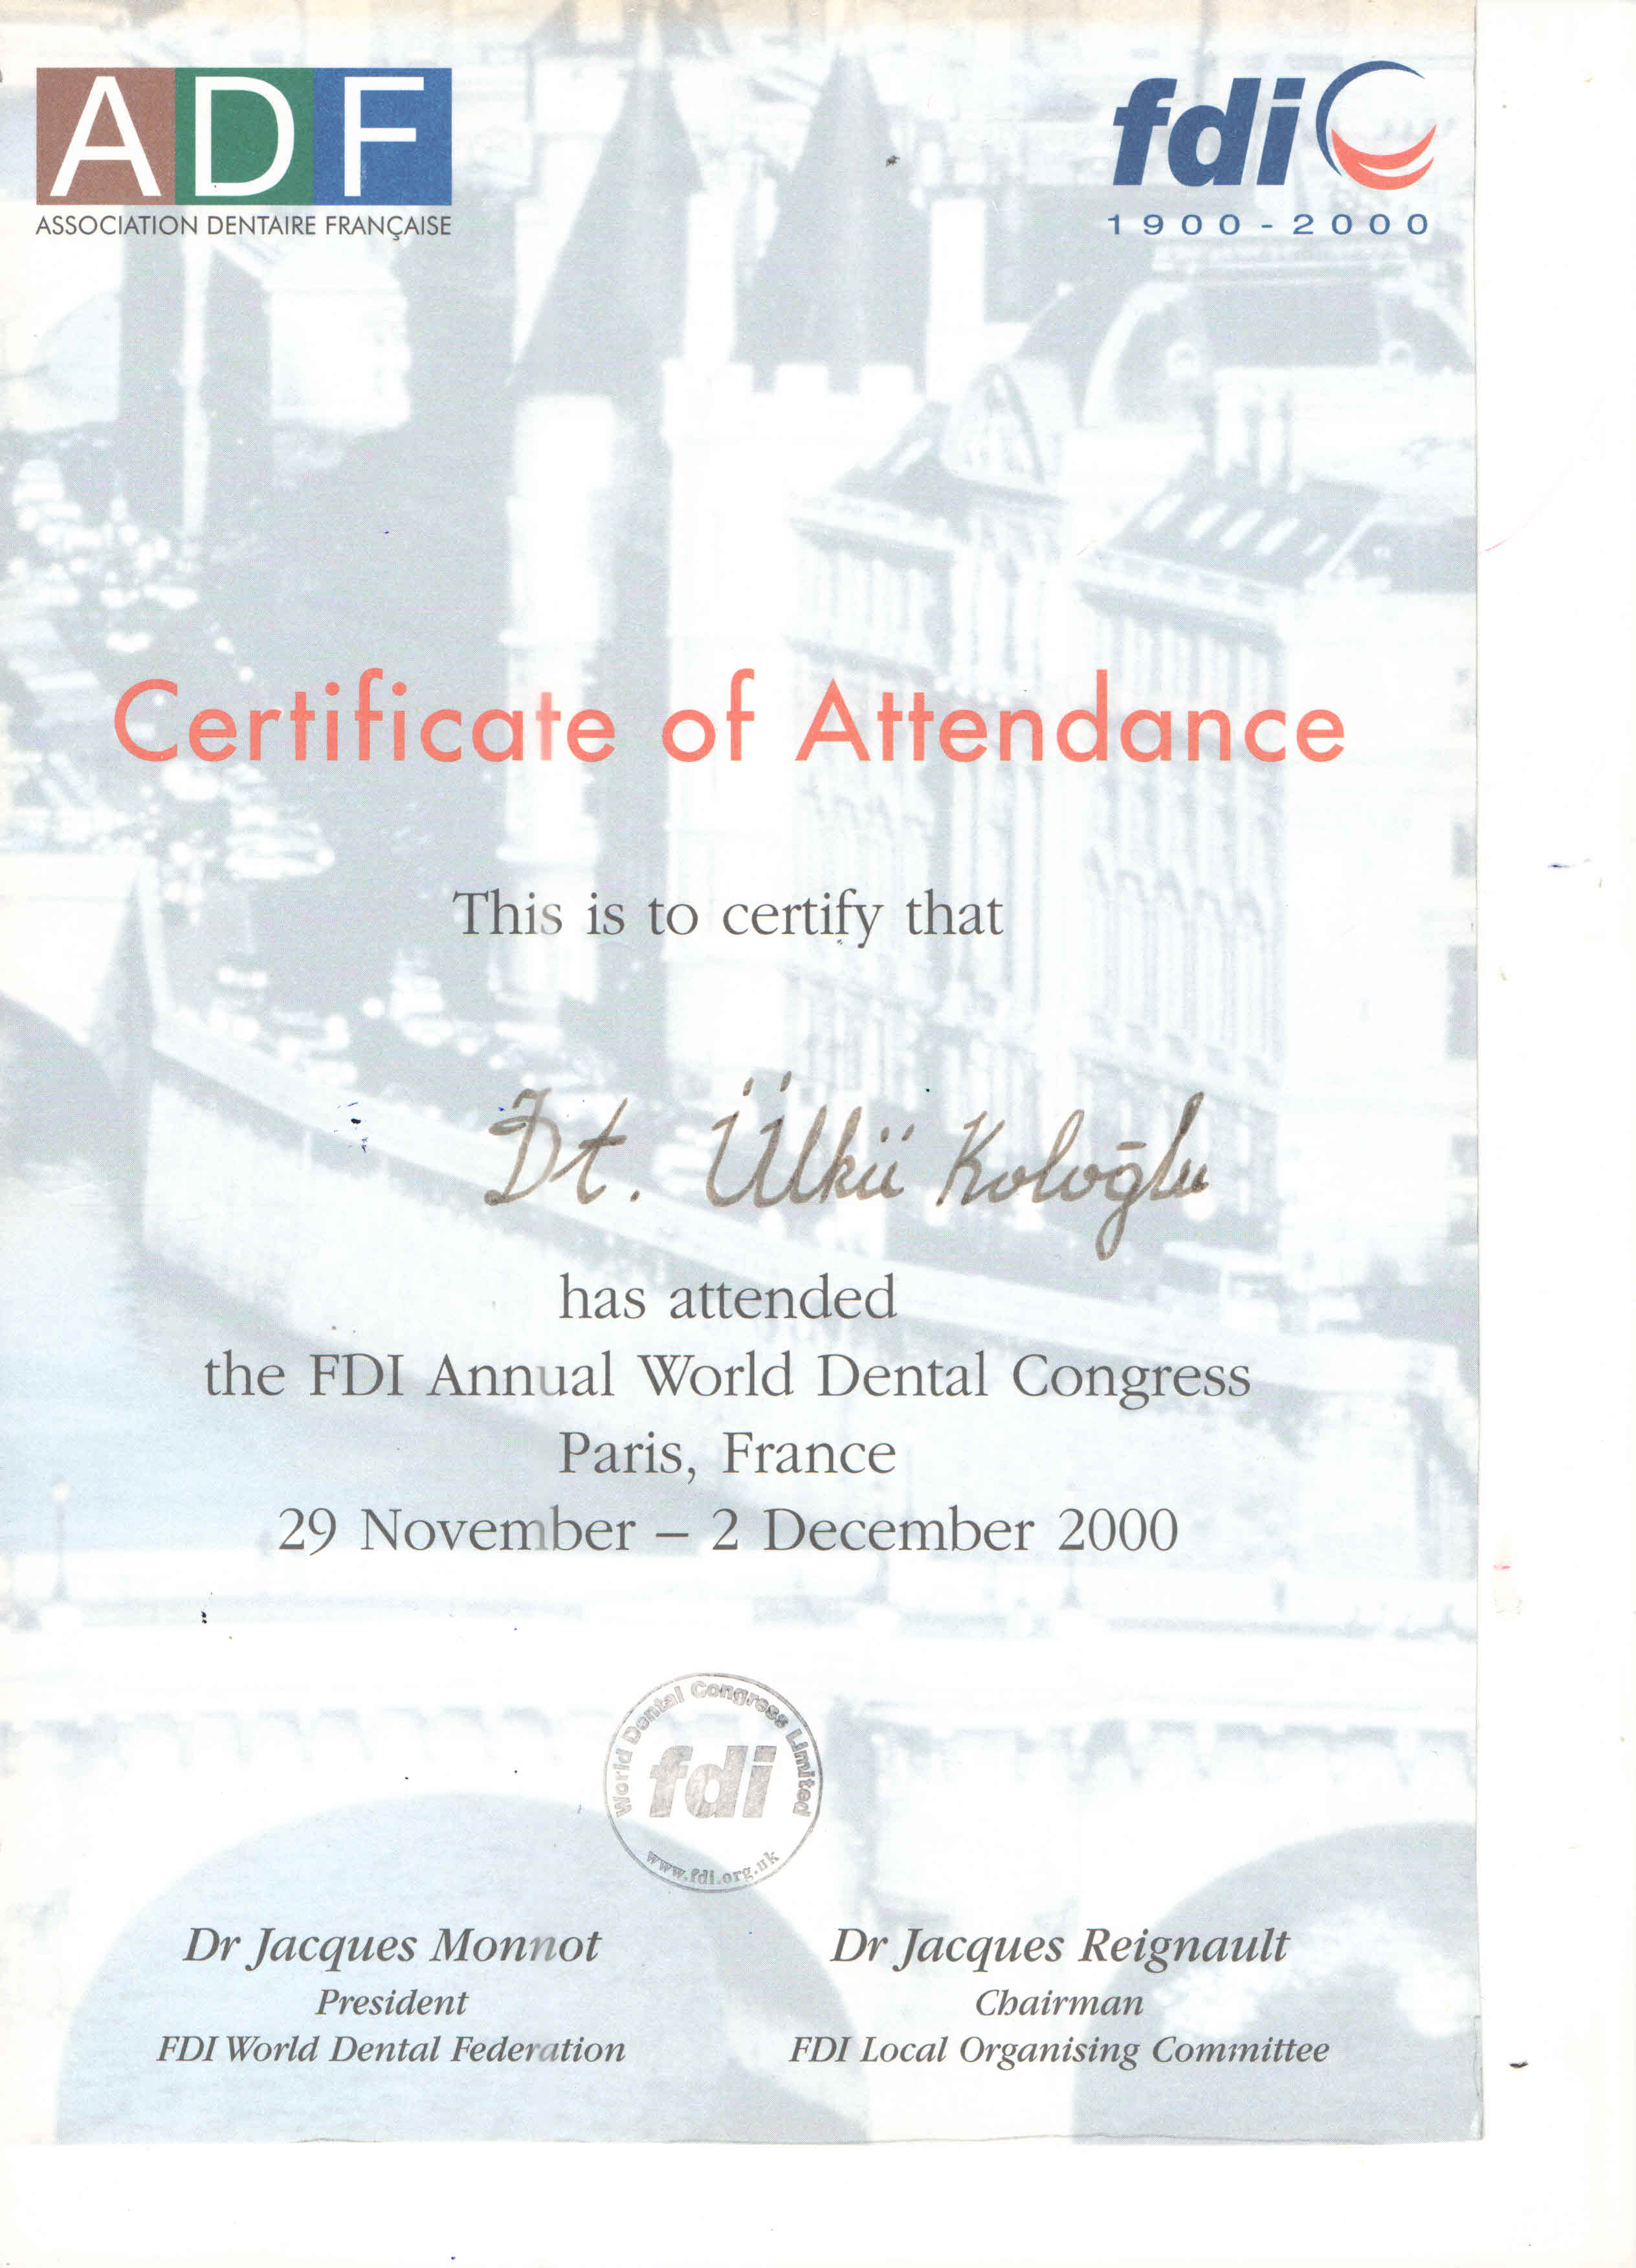 ADF
ASSOCIATION DENTAIRE FRANÇAISE
fdi
1900-2000
Certificate of Attendance
This is to certify that
Dt. Ülkü Koloğlu
has attended
the FDI Annual World Dental Congress
Paris, France
29 November – 2 December 2000
World Dental Congress Limited
fdi
www.fdi.org.uk
Dr Jacques Monnot
President
FDI World Dental Federation
Dr Jacques Reignault
Chairman
FDI Local Organising Committee